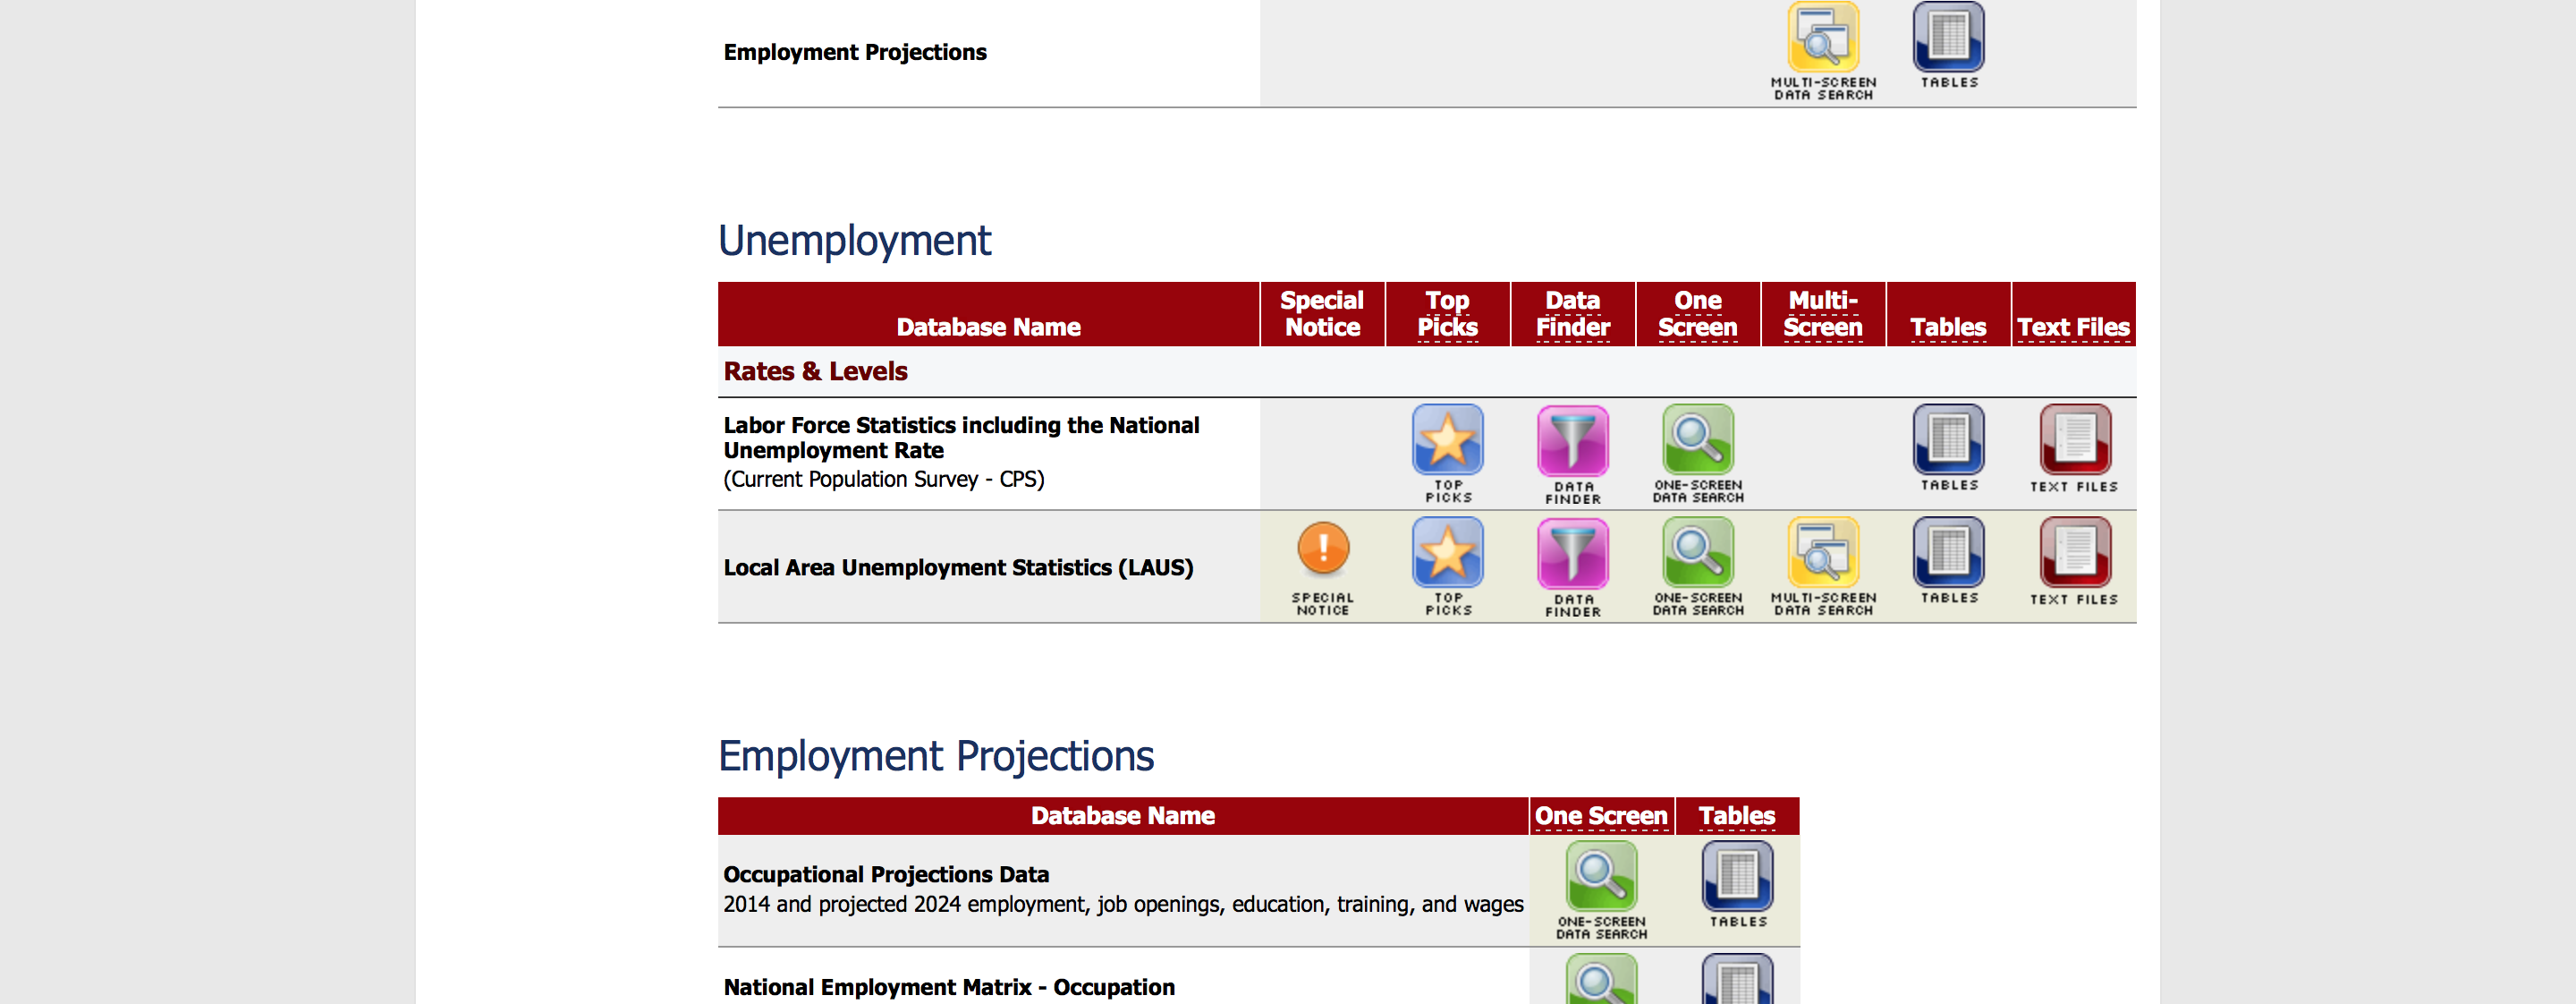 Employment Projections
MULTI-SCREEN
DATA SEARCH
TABLES
Unemployment
Database Name
Special
Notice
Top
Picks
Data
Finder
One
Screen
Multi-
Screen
Tables
Text Files
Rates & Levels
Labor Force Statistics including the National
Unemployment Rate
(Current Population Survey - CPS)
TOP
PICKS
DATA
FINDER
ONE-SCREEN
DATA SEARCH
TABLES
TEXT FILES
Local Area Unemployment Statistics (LAUS)
SPECIAL
NOTICE
TOP
PICKS
DATA
FINDER
ONE-SCREEN
DATA SEARCH
MULTI-SCREEN
DATA SEARCH
TABLES
TEXT FILES
Employment Projections
Database Name
One Screen
Tables
Occupational Projections Data
2014 and projected 2024 employment, job openings, education, training, and wages
ONE-SCREEN
DATA SEARCH
TABLES
National Employment Matrix - Occupation